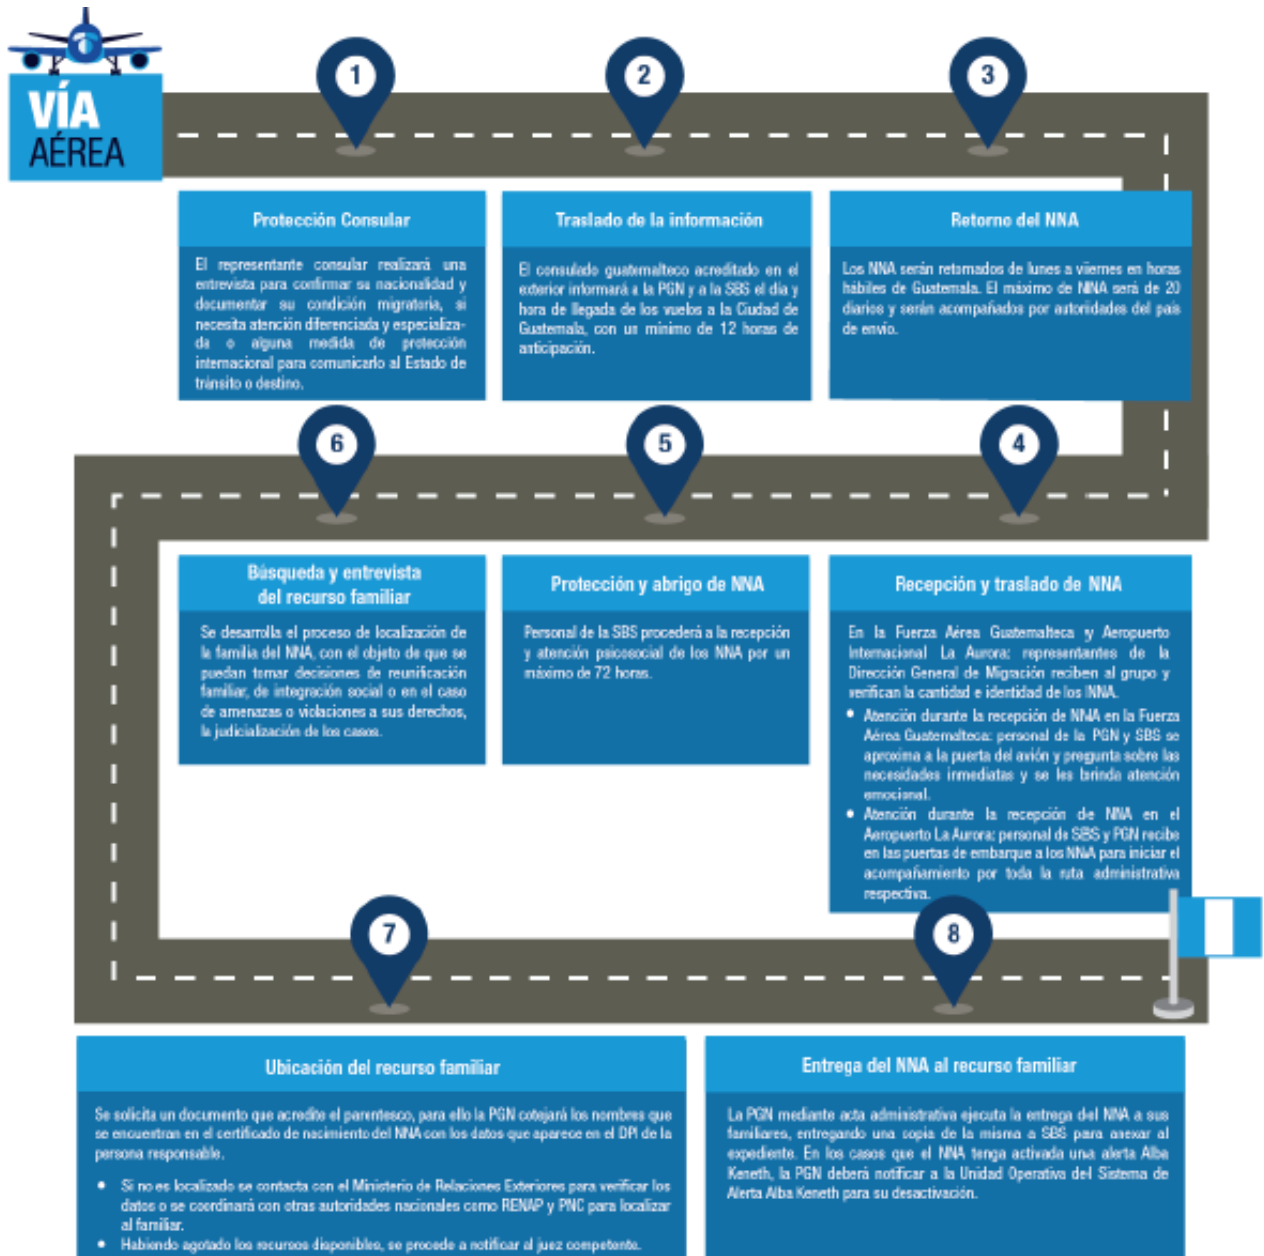 VÍA
AÉREA
1
2
3
Protección Consular
El representante consular realizará una
entrevista para confirmar su nacionalidad y
documentar su condición migratoria, si
necesita atención diferenciada y especializa-
da o alguna medida de protección
internacional para comunicarlo al Estado de
tránsito o destino.
Traslado de la información
El consulado guatemalteco acreditado en el
exterior informará a la PGN y a la SBS el día y
hora de llegada de los vuelos a la Ciudad de
Guatemala, con un mínimo de 12 horas de
anticipación.
Retorno del NNA
Los NNA serán retornados de lunes a viernes en horas
hábiles de Guatemala. El máximo de NNA será de 20
diarios y serán acompañados por autoridades del país
de envío.
4
5
6
Recepción y traslado de NNA
En la Fuerza Aérea Guatemalteca y Aeropuerto
Internacional La Aurora: representantes de la
Dirección General de Migración reciben al grupo y
verifican la cantidad e identidad de los NNA.
• Atención durante la recepción de NNA en la Fuerza
Aérea Guatemalteca: personal de la PGN y SBS se
aproxima a la puerta del avión y pregunta sobre las
necesidades inmediatas y se les brinda atención
emocional.
• Atención durante la recepción de NNA en el
Aeropuerto La Aurora: personal de SBS y PGN recibe
en las puertas de embarque a los NNA para iniciar el
acompañamiento por toda la ruta administrativa
respectiva.
Protección y abrigo de NNA
Personal de la SBS procederá a la recepción
y atención psicosocial de los NNA por un
máximo de 72 horas.
Búsqueda y entrevista
del recurso familiar
Se desarrolla el proceso de localización de
la familia del NNA, con el objeto de que se
puedan tomar decisiones de reunificación
familiar, de integración social o en el caso
de amenazas o violaciones a sus derechos,
la judicialización de los casos.
7
8
Ubicación del recurso familiar
Se solicita un documento que acredite el parentesco, para ello la PGN cotejará los nombres que
se encuentran en el certificado de nacimiento del NNA con los datos que aparece en el DPI de la
persona responsable.
• Si no es localizado se contacta con el Ministerio de Relaciones Exteriores para verificar los
datos o se coordinará con otras autoridades nacionales como RENAP y PNC para localizar
al familiar.
• Habiendo agotado los recursos disponibles, se procede a notificar al juez competente.
Entrega del NNA al recurso familiar
La PGN mediante acta administrativa ejecuta la entrega del NNA a sus
familiares, entregando una copia de la misma a SBS para anexar al
expediente. En los casos que el NNA tenga activada una alerta Alba
Keneth, la PGN deberá notificar a la Unidad Operativa del Sistema de
Alerta Alba Keneth para su desactivación.